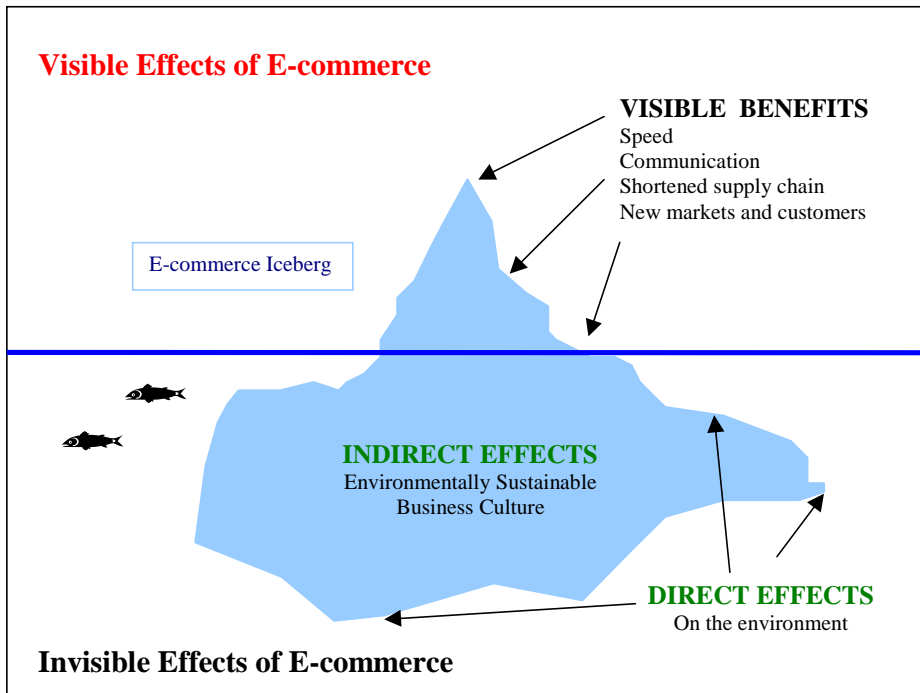 Visible Effects of E-commerce
VISIBLE BENEFITS
Speed
Communication
Shortened supply chain
New markets and customers
E-commerce Iceberg
INDIRECT EFFECTS
Environmentally Sustainable
Business Culture
DIRECT EFFECTS
On the environment
Invisible Effects of E-commerce